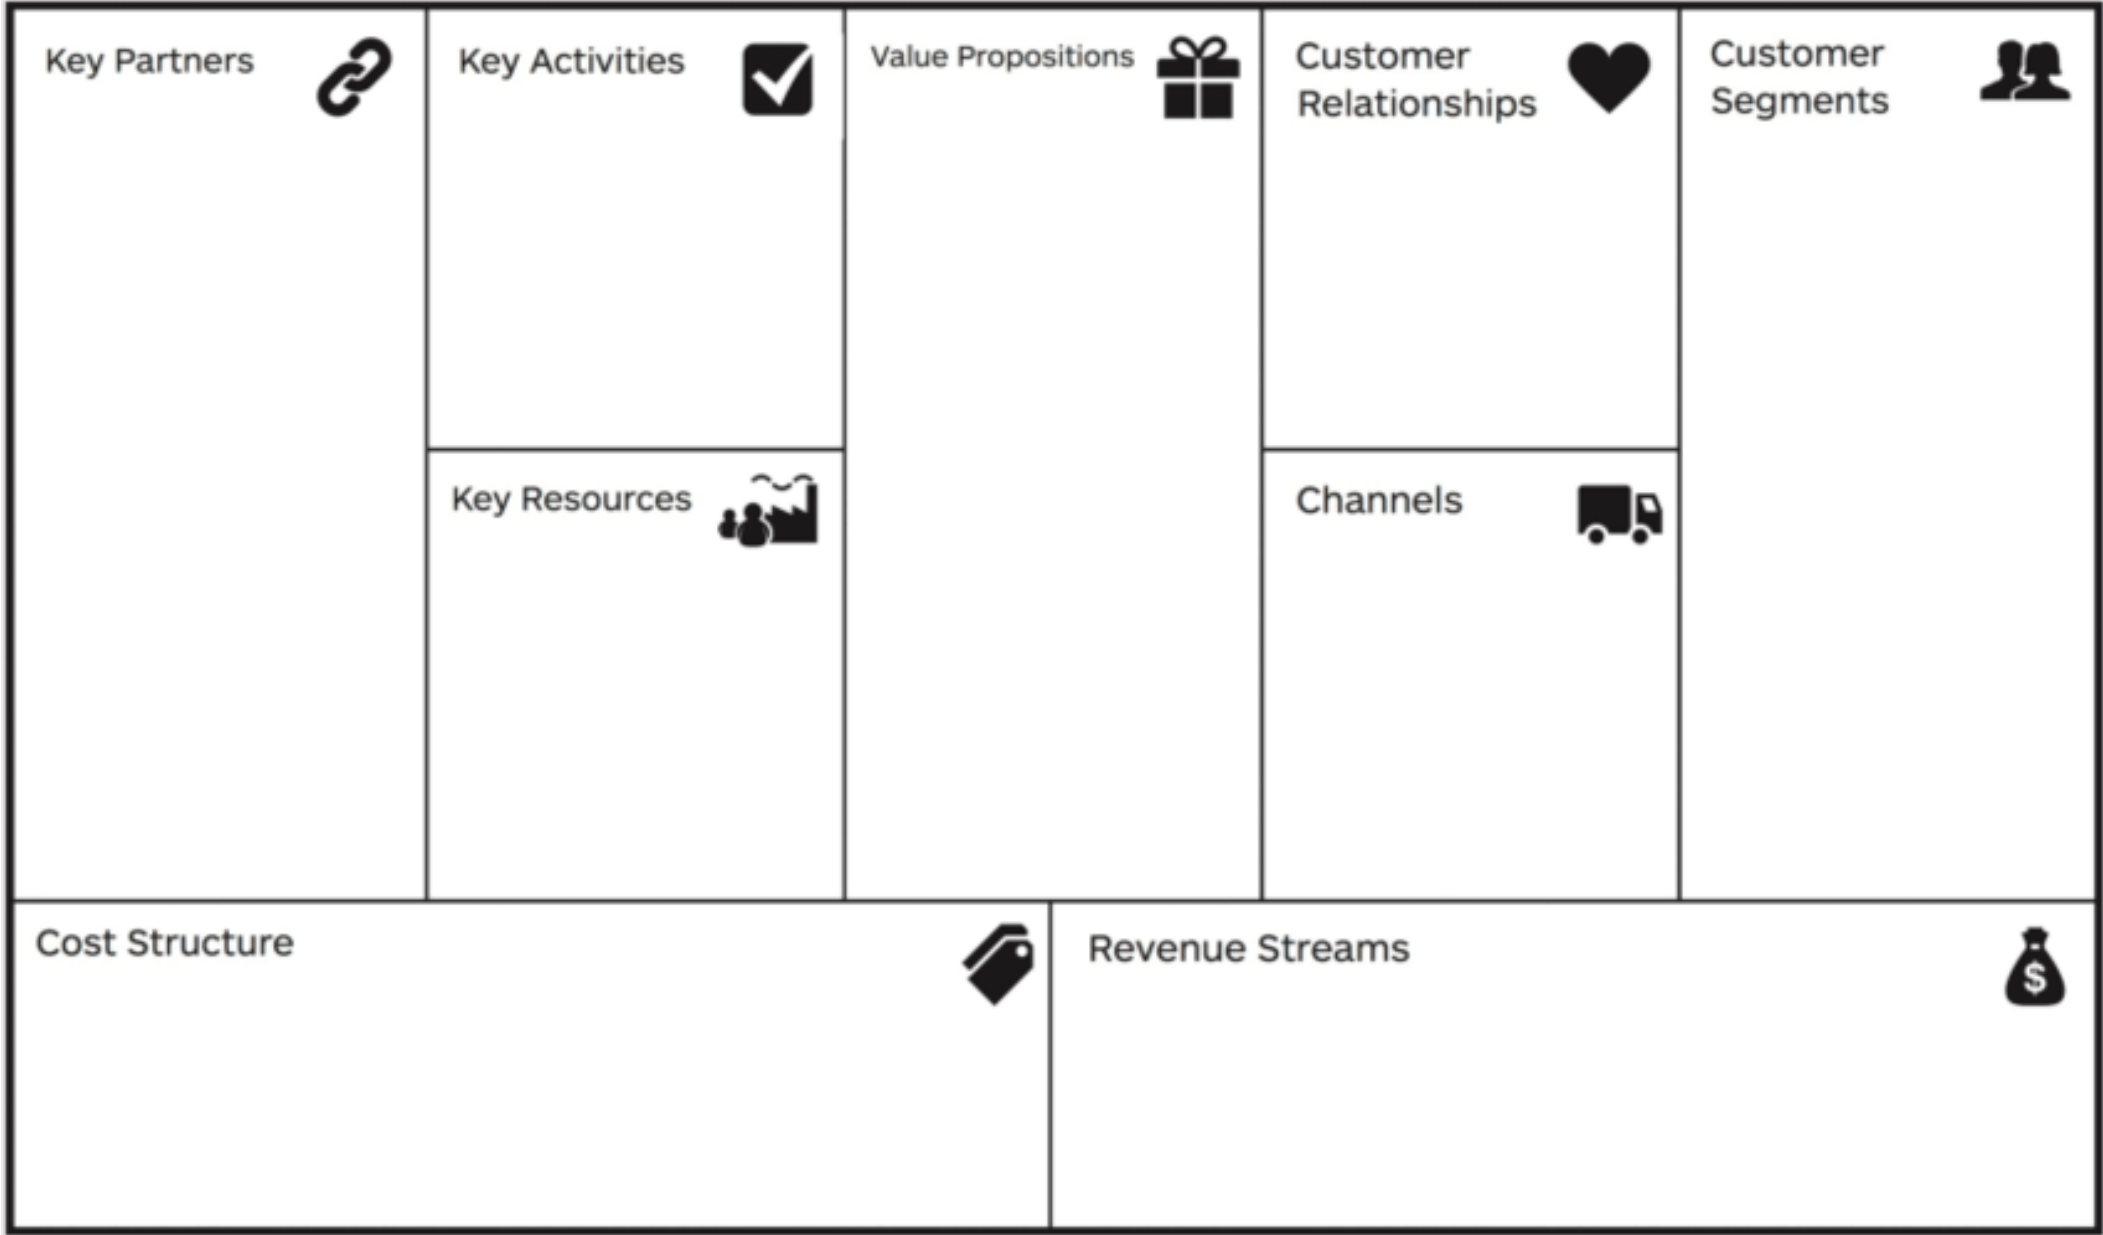 Key Partners
Key Activities
Value Propositions
Customer
Relationships
Customer
Segments
Key Resources
Channels
Cost Structure
Revenue Streams
$